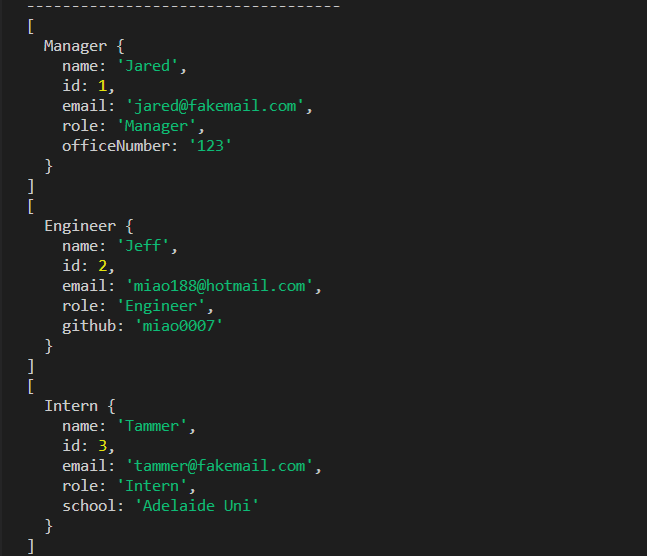 -----------------------------------
[
  Manager {
    name: 'Jared',
    id: 1,
    email: 'jared@fakemail.com',
    role: 'Manager',
    officeNumber: '123'
  }
]
[
  Engineer {
    name: 'Jeff',
    id: 2,
    email: 'miao188@hotmail.com',
    role: 'Engineer',
    github: 'miao0007'
  }
]
[
  Intern {
    name: 'Tammer',
    id: 3,
    email: 'tammer@fakemail.com',
    role: 'Intern',
    school: 'Adelaide Uni'
  }
]